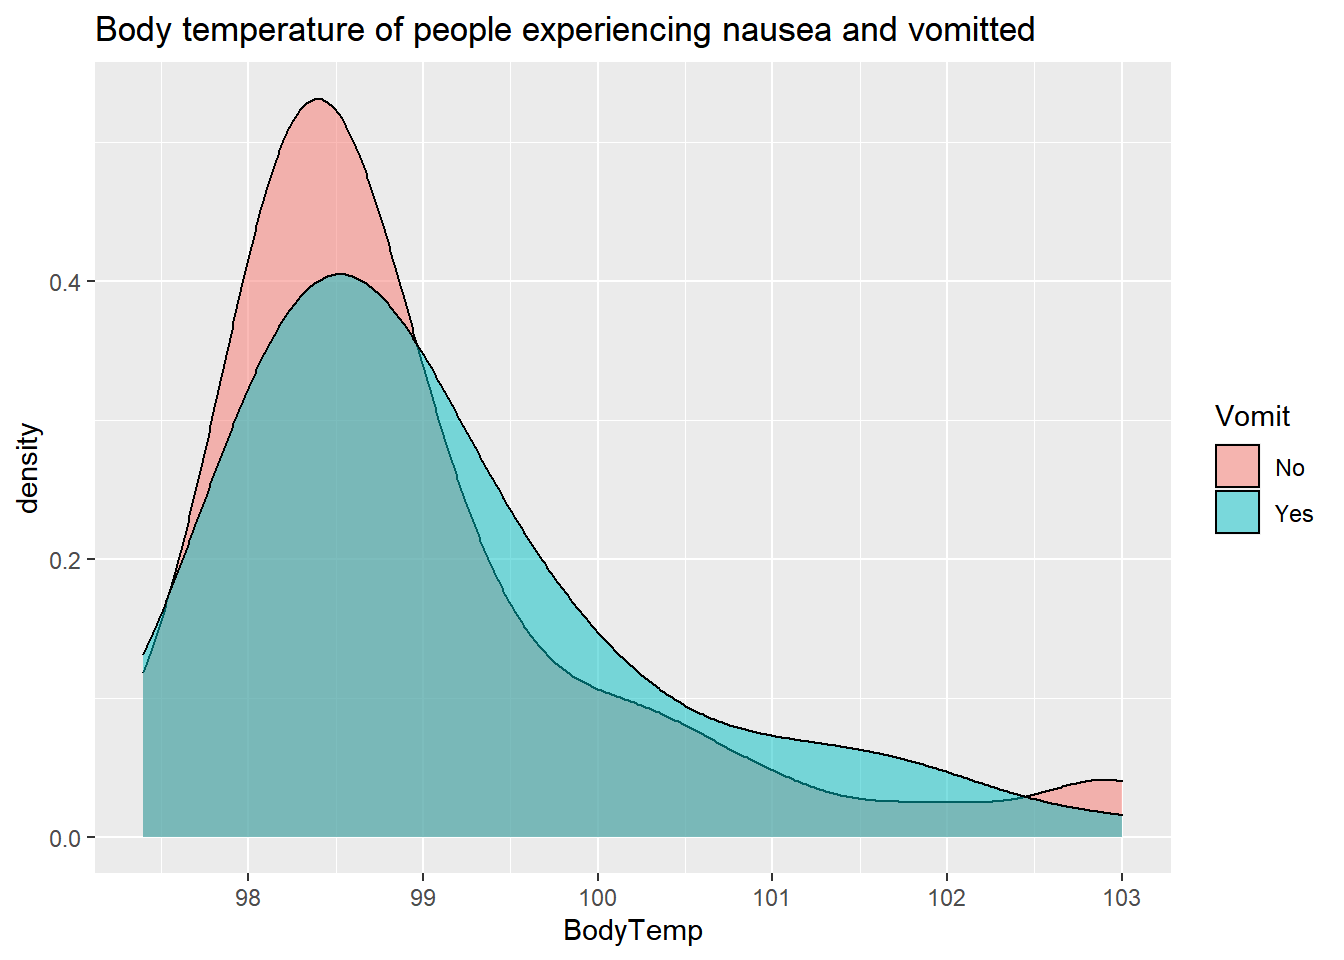 Body temperature of people experiencing nausea and vomitted
density
0.4
0.2
0.0
98 99 100 101 102 103
BodyTemp
Vomit
No
Yes